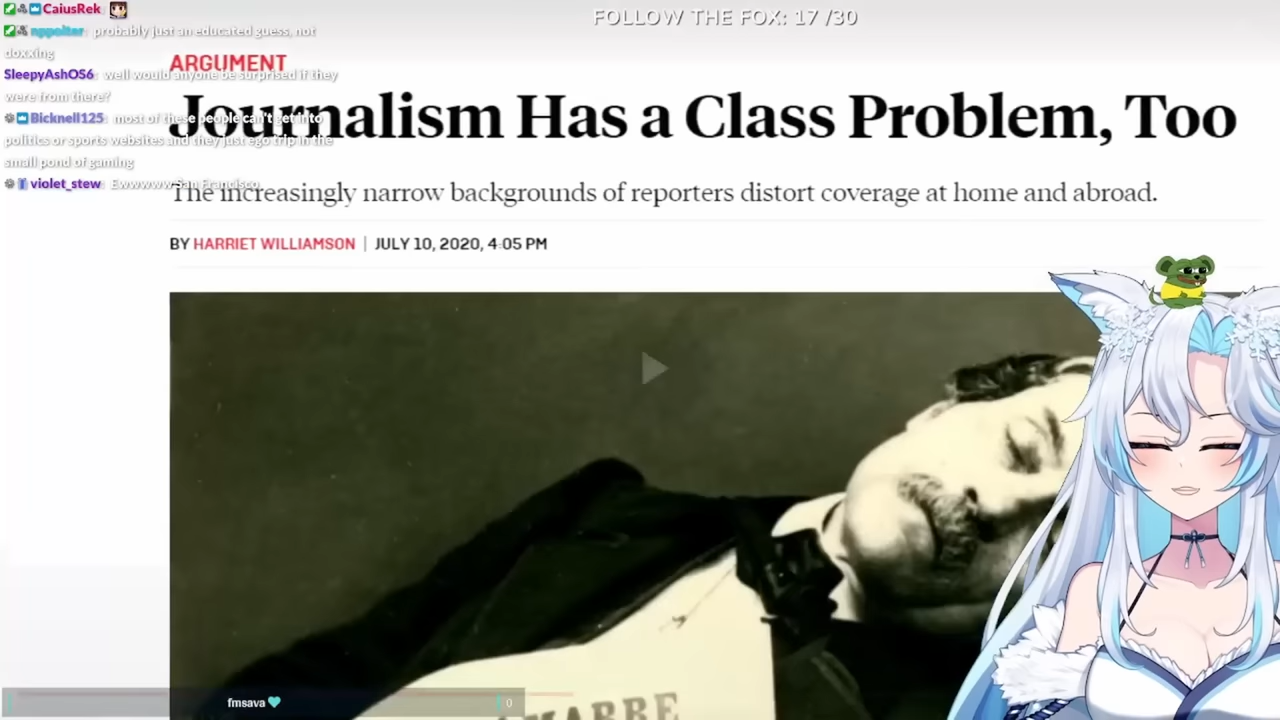 CaiusRek
FOLLOW THE FOX: 17 /30
nppoiter: probably just an educated guess, not
doxxing
SleepyAshOS6: well would anyone be surprised if they
were from there?
Bicknell125: most of these people can't get into
politics or sports websites and they just ego trip in the
small pond of gaming
violet_stew: Ewwwww San Francisco
ARGUMENT
Journalism Has a Class Problem, Too
The increasingly narrow backgrounds of reporters distort coverage at home and abroad.
BY HARRIET WILLIAMSON | JULY 10, 2020, 4:05 PM
fmsava
0